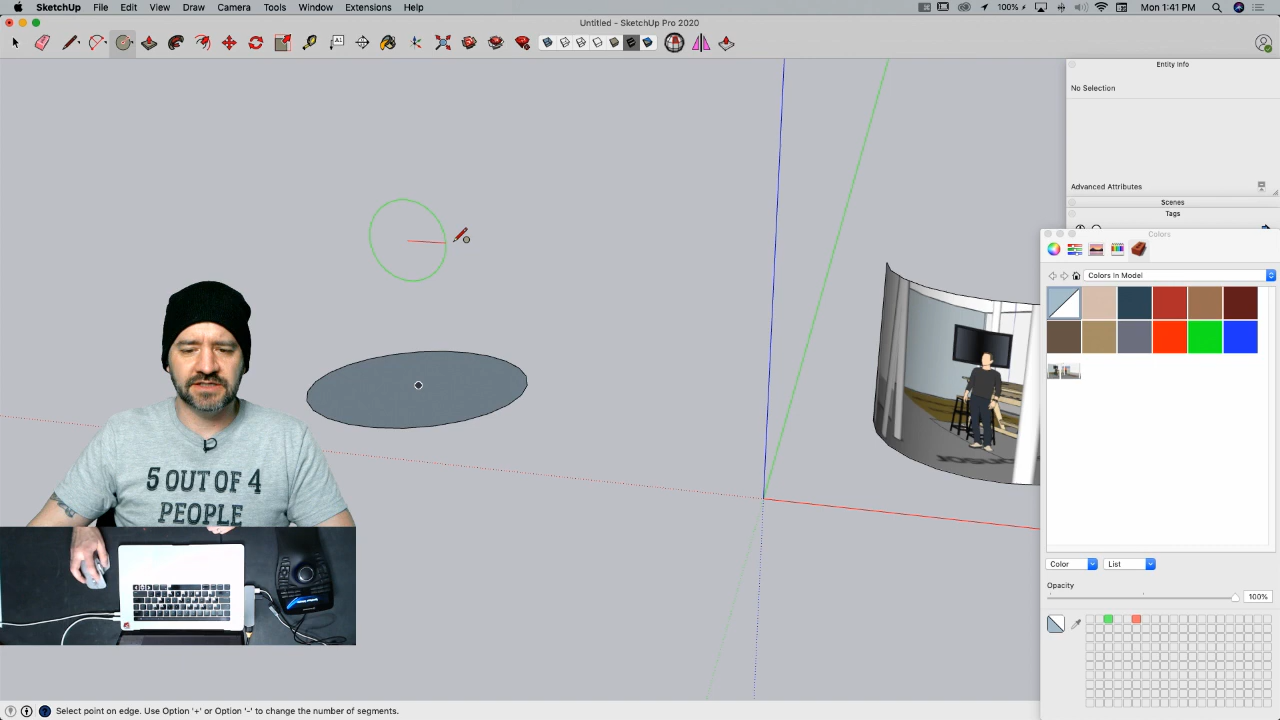 SketchUp File Edit View Draw Camera Tools Window Extensions Help 100% Mon 1:41 PM
Untitled - SketchUp Pro 2020
Entity Info
No Selection
Advanced Attributes
Scenes
Tags
Colors
Colors In Model
Color List
Opacity
100%
5 OUT OF 4
PEOPLE
Select point on edge. Use Option '+' or Option '-' to change the number of segments.